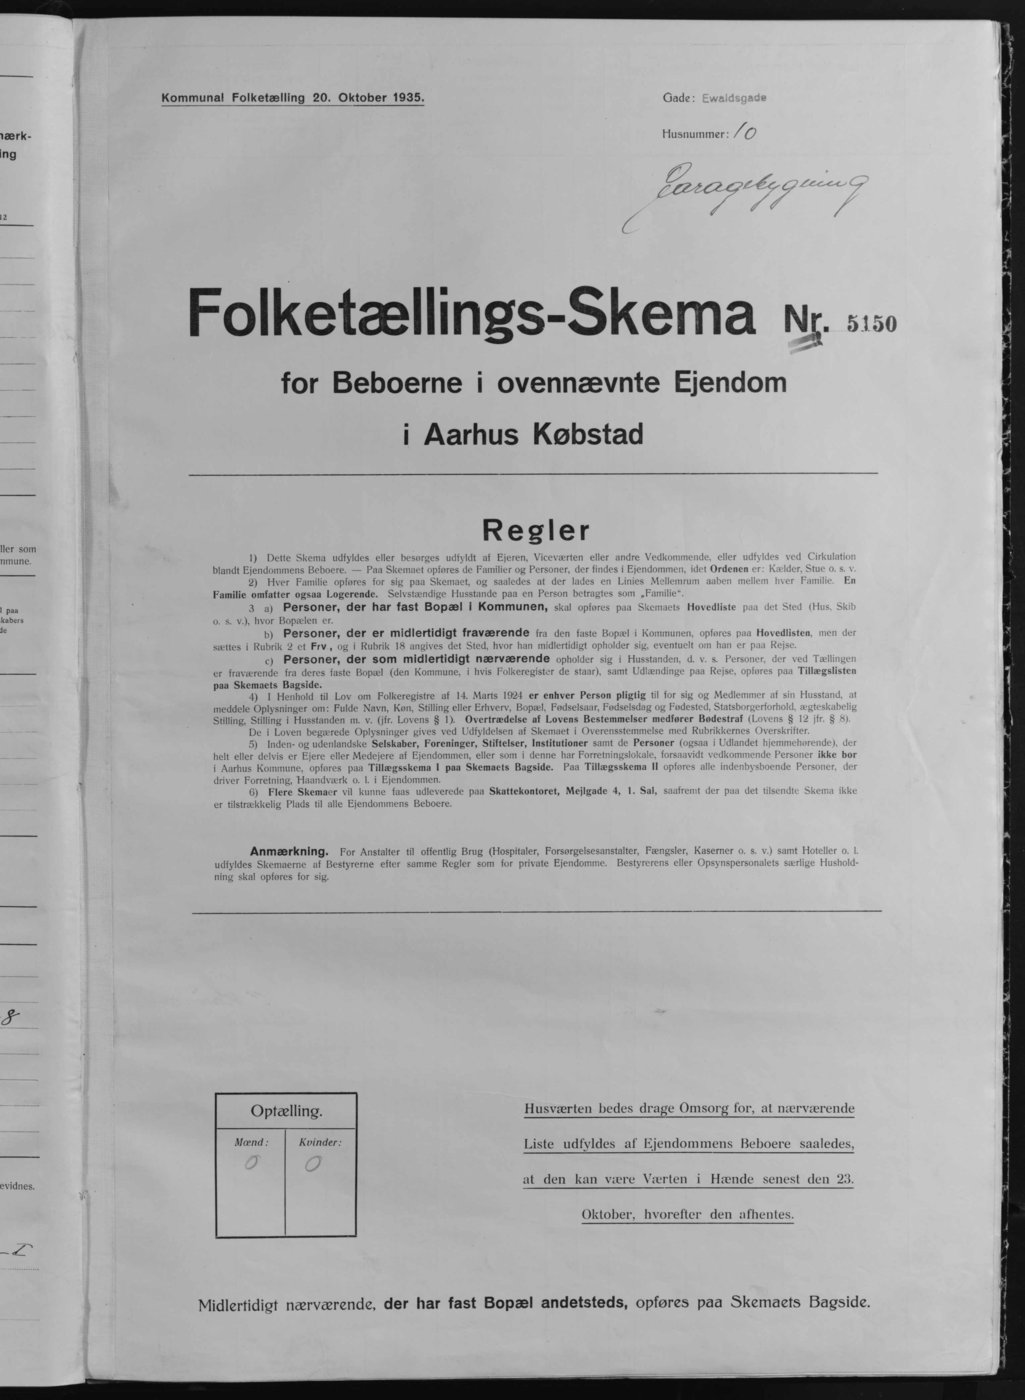 nærk-
ing
12
ller som
nmune.
l paa
kabers
de
8
evidnes.
Kommunal Folketælling 20. Oktober 1935.
Gade: Ewaldsgade
Husnummer: 10
Garagebygning
Folketællings-Skema Nr. 5150
for Beboerne i ovennævnte Ejendom
i Aarhus Købstad
Regler
1) Dette Skema udfyldes eller besørges udfyldt af Ejeren, Viceværten eller andre Vedkommende, eller udfyldes ved Cirkulation
blandt Ejendommens Beboere. — Paa Skemaet opføres de Familier og Personer, der findes i Ejendommen, idet Ordenen er: Kælder, Stue o. s. v.
2) Hver Familie opføres for sig paa Skemaet, og saaledes at der lades en Linies Mellemrum aaben mellem hver Familie. En
Familie omfatter ogsaa Logerende. Selvstændige Husstande paa en Person betragtes som „Familie“.
3 a) Personer, der har fast Bopæl i Kommunen, skal opføres paa Skemaets Hovedliste paa det Sted (Hus, Skib
o. s. v.), hvor Bopælen er.
b) Personer, der er midlertidigt fraværende fra den faste Bopæl i Kommunen, opføres paa Hovedlisten, men der
sættes i Rubrik 2 et Frv., og i Rubrik 18 angives det Sted, hvor han midlertidigt opholder sig, eventuelt om han er paa Rejse.
c) Personer, der som midlertidigt nærværende opholder sig i Husstanden, d. v. s. Personer, der ved Tællingen
er fraværende fra deres faste Bopæl (den Kommune, i hvis Folkeregister de staar), samt Udlændinge paa Rejse, opføres paa Tillægslisten
paa Skemaets Bagside.
4) I Henhold til Lov om Folkeregistre af 14. Marts 1924 er enhver Person pligtig til for sig og Medlemmer af sin Husstand, at
meddele Oplysninger om: Fulde Navn, Køn, Stilling eller Erhverv, Bopæl, Fødselsaar, Fødselsdag og Fødested, Statsborgerforhold, ægteskabelig
Stilling, Stilling i Husstanden m. v. (jfr. Lovens § 1). Overtrædelse af Lovens Bestemmelser medfører Bødestraf (Lovens § 12 jfr. § 8).
De i Loven begærede Oplysninger gives ved Udfyldelsen af Skemaet i Overensstemmelse med Rubrikkernes Overskrifter.
5) Inden- og udenlandske Selskaber, Foreninger, Stiftelser, Institutioner samt de Personer (ogsaa i Udlandet hjemmehørende), der
helt eller delvis er Ejere eller Medejere af Ejendommen, eller som i denne har Forretningslokale, forsaavidt vedkommende Personer ikke bor
i Aarhus Kommune, opføres paa Tillægsskema I paa Skemaets Bagside. Paa Tillægsskema II opføres alle indenbysboende Personer, der
driver Forretning, Haandværk o. l. i Ejendommen.
6) Flere Skemaer vil kunne faas udleverede paa Skattekontoret, Mejlgade 4, 1. Sal, saafremt der paa det tilsendte Skema ikke
er tilstrækkelig Plads til alle Ejendommens Beboere.
Anmærkning. For Anstalter til offentlig Brug (Hospitaler, Forsørgelsesanstalter, Fængsler, Kaserner o. s. v.) samt Hoteller o. l.
udfyldes Skemaerne af Bestyrerne efter samme Regler som for private Ejendomme. Bestyrerens eller Opsynspersonalets særlige Hushold-
ning skal opføres for sig.
Optælling.
Mænd: Kvinder:
0 0
Husværten bedes drage Omsorg for, at nærværende
Liste udfyldes af Ejendommens Beboere saaledes,
at den kan være Værten i Hænde senest den 23.
Oktober, hvorefter den afhentes.
Midlertidigt nærværende, der har fast Bopæl andetsteds, opføres paa Skemaets Bagside.